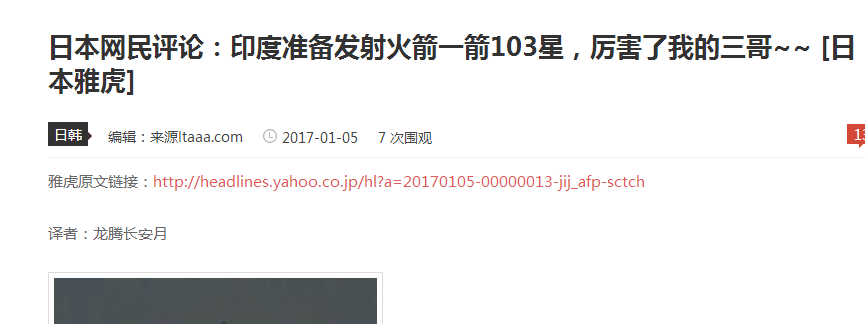 日本网民评论：印度准备发射火箭一箭103星，厉害了我的三哥~~ [日
本雅虎]
日韩 编辑：来源ltaaa.com 2017-01-05 7 次围观
雅虎原文链接：http://headlines.yahoo.co.jp/hl?a=20170105-00000013-jij_afp-sctch
译者：龙腾长安月